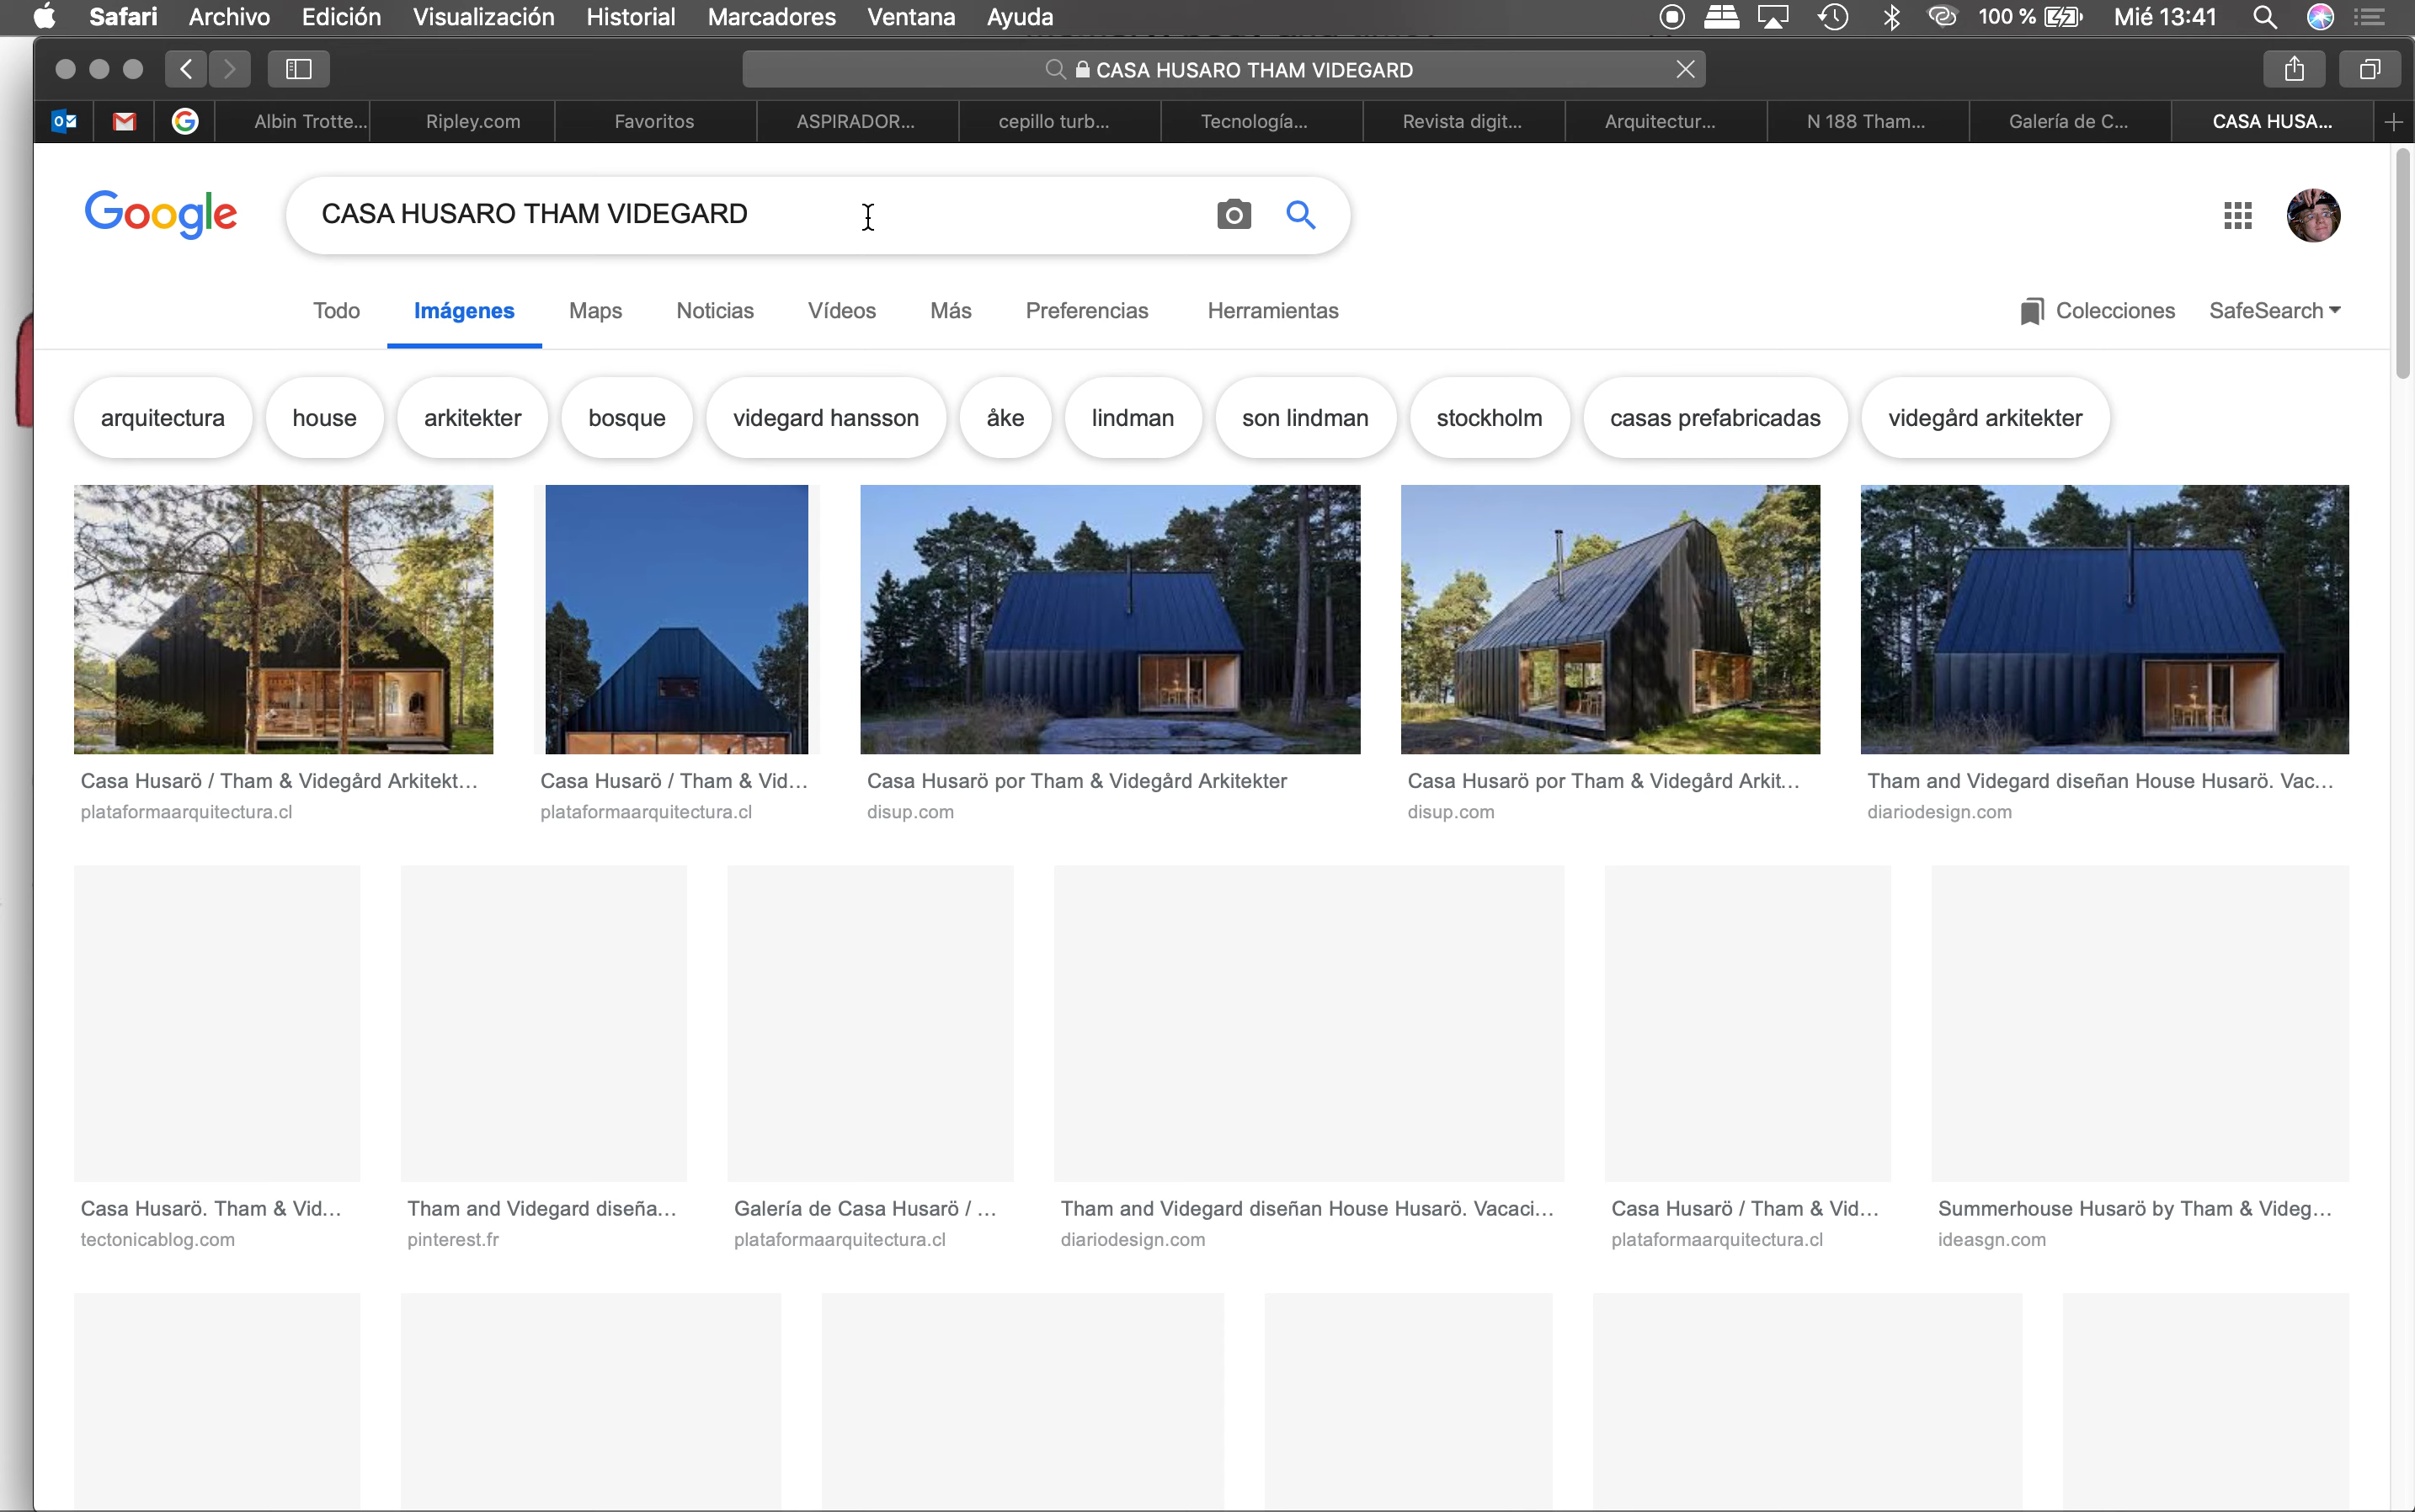 Safari Archivo Edición Visualización Historial Marcadores Ventana Ayuda 100 % Mié 13:41
CASA HUSARO THAM VIDEGARD
Albin Trotte... Ripley.com Favoritos ASPIRADOR... cepillo turb... Tecnología... Revista digit... Arquitectur... N 188 Tham... Galería de C... CASA HUSA...
Google CASA HUSARO THAM VIDEGARD
Todo Imágenes Maps Noticias Vídeos Más Preferencias Herramientas Colecciones SafeSearch
arquitectura house arkitekter bosque videgard hansson åke lindman son lindman stockholm casas prefabricadas videgård arkitekter
Casa Husarö / Tham & Videgård Arkitekt... Casa Husarö / Tham & Vid... Casa Husarö por Tham & Videgård Arkitekter Casa Husarö por Tham & Videgård Arkit... Tham and Videgard diseñan House Husarö. Vac...
plataformaarquitectura.cl plataformaarquitectura.cl disup.com disup.com diariodesign.com
Casa Husarö. Tham & Vid... Tham and Videgard diseña... Galería de Casa Husarö / ... Tham and Videgard diseñan House Husarö. Vacaci... Casa Husarö / Tham & Vid... Summerhouse Husarö by Tham & Videg...
tectonicablog.com pinterest.fr plataformaarquitectura.cl diariodesign.com plataformaarquitectura.cl ideasgn.com